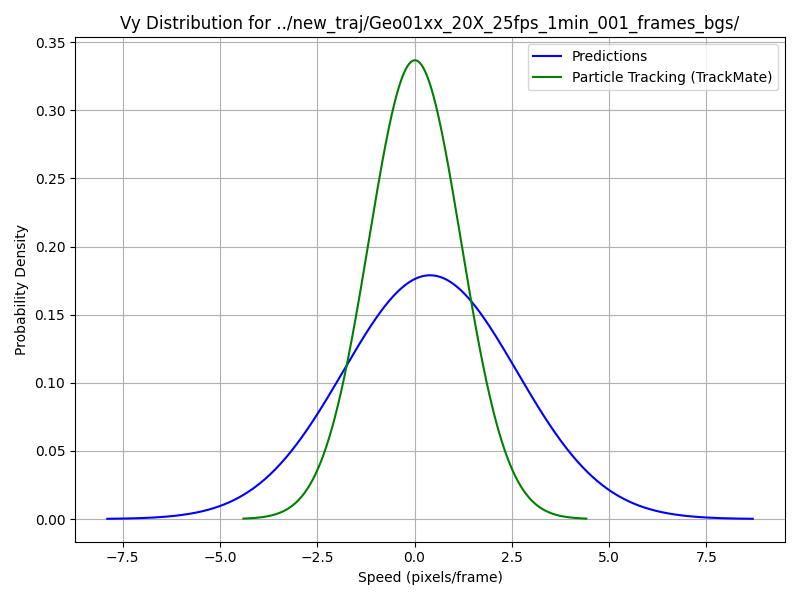 Vy Distribution for ../new_traj/Geo01xx_20X_25fps_1min_001_frames_bgs/
Predictions
Particle Tracking (TrackMate)
Probability Density
0.35
0.30
0.25
0.20
0.15
0.10
0.05
0.00
−7.5 −5.0 −2.5 0.0 2.5 5.0 7.5
Speed (pixels/frame)